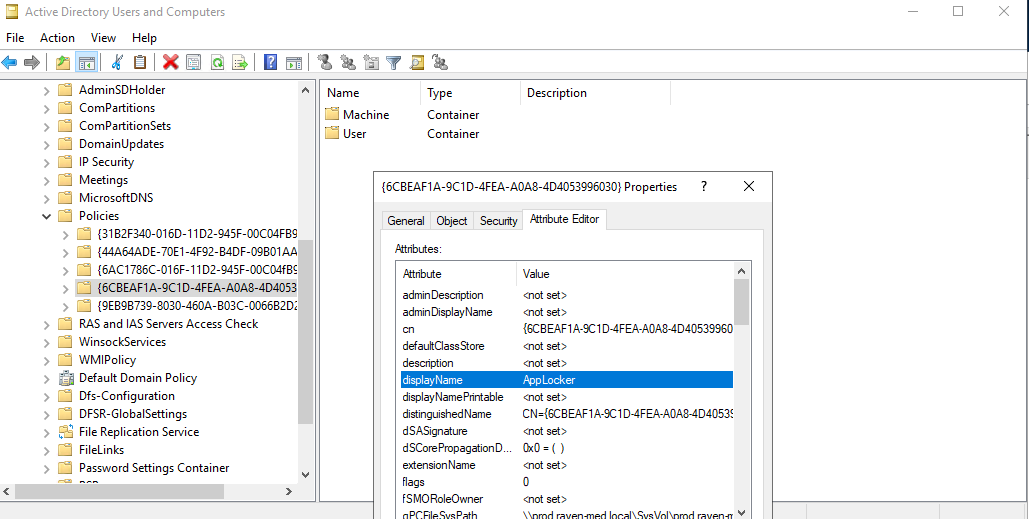 Active Directory Users and Computers
File Action View Help
AdminSDHolder
ComPartitions
ComPartitionSets
DomainUpdates
IP Security
Meetings
MicrosoftDNS
Policies
{31B2F340-016D-11D2-945F-00C04FB9
{44A64ADE-70E1-4F92-B4DF-09B01AA
{6AC1786C-016F-11D2-945F-00C04fB9
{6CBEAF1A-9C1D-4FEA-A0A8-4D4053
{9EB9B739-8030-460A-B03C-0066B2D2
RAS and IAS Servers Access Check
WinsockServices
WMIPolicy
Default Domain Policy
Dfs-Configuration
DFSR-GlobalSettings
File Replication Service
FileLinks
Password Settings Container
Name Type Description
Machine Container
User Container
{6CBEAF1A-9C1D-4FEA-A0A8-4D4053996030} Properties ?
General Object Security Attribute Editor
Attributes:
Attribute Value
adminDescription <not set>
adminDisplayName <not set>
cn {6CBEAF1A-9C1D-4FEA-A0A8-4D40539960
defaultClassStore <not set>
description <not set>
displayName AppLocker
displayNamePrintable <not set>
distinguishedName CN={6CBEAF1A-9C1D-4FEA-A0A8-4D4053
dSASignature <not set>
dSCorePropagationD... 0x0 = ( )
extensionName <not set>
flags 0
fSMORoleOwner <not set>
gPCFileSysPath \\prod.raven-med.local\SysVol\prod.raven-m